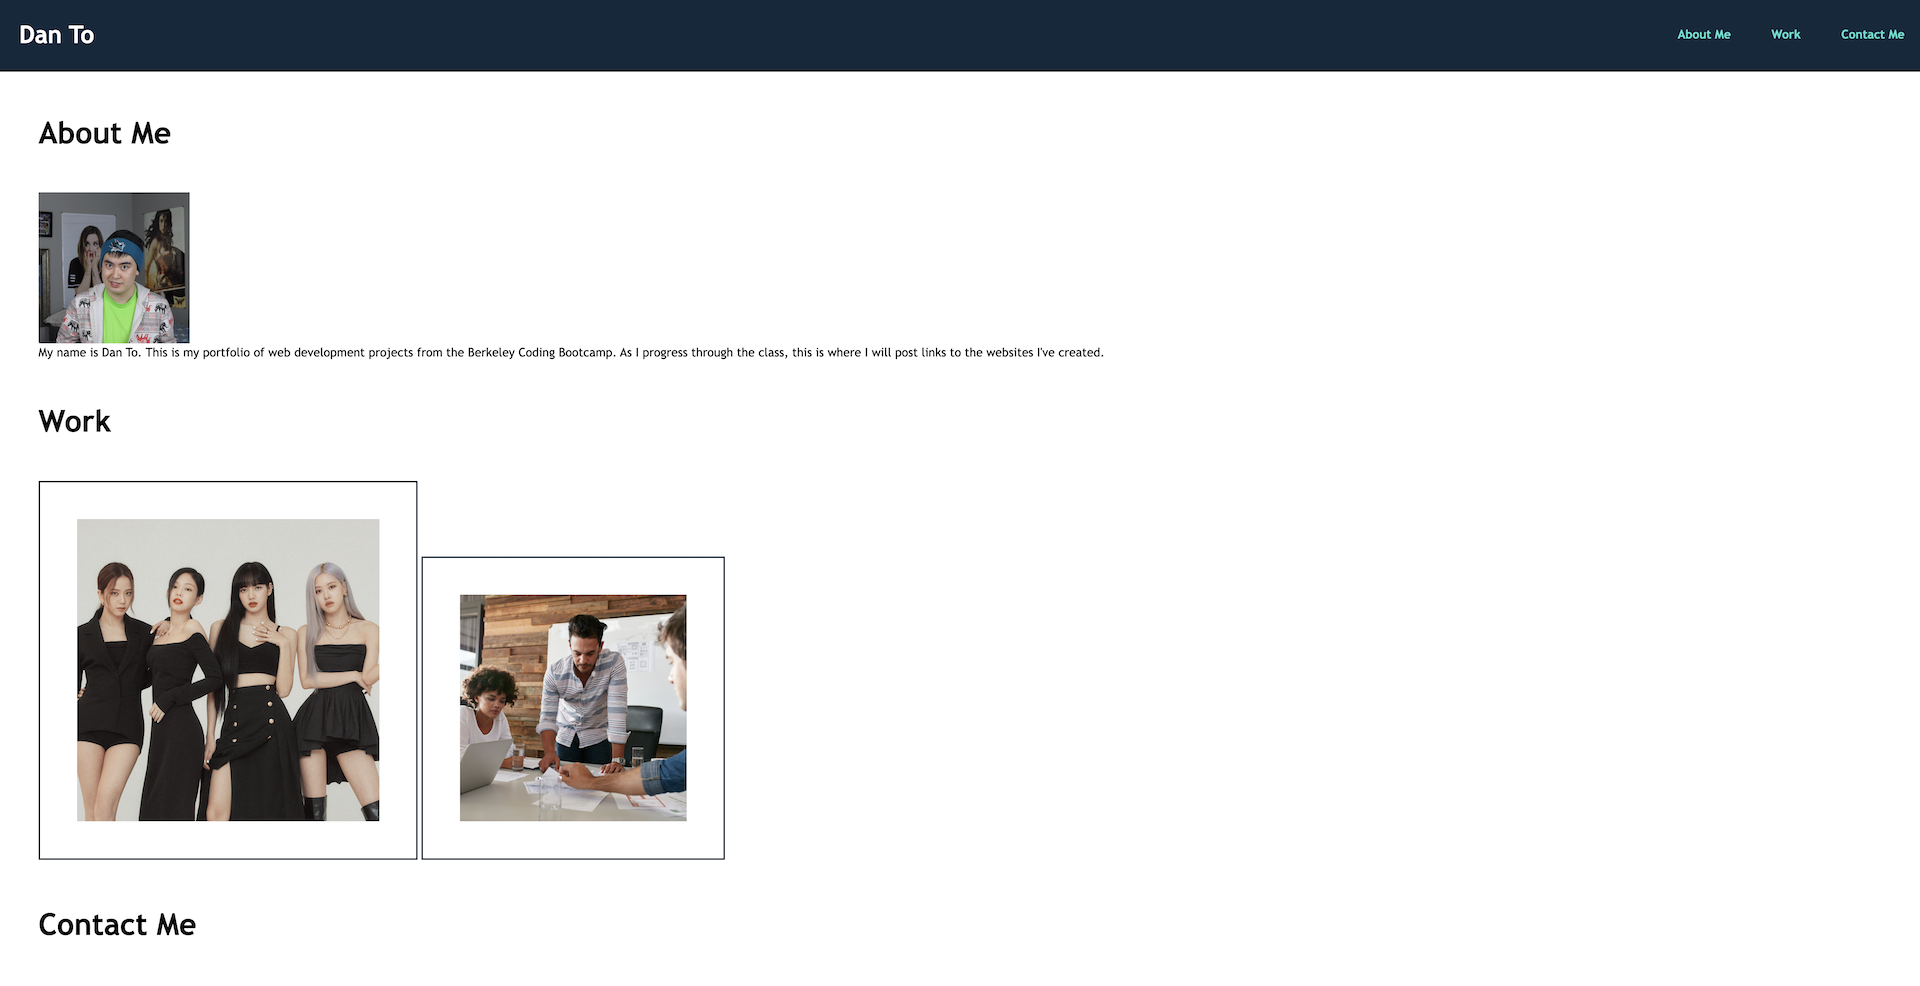 Dan To
About Me
Work
Contact Me
About Me
My name is Dan To. This is my portfolio of web development projects from the Berkeley Coding Bootcamp. As I progress through the class, this is where I will post links to the websites I've created.
Work
Contact Me